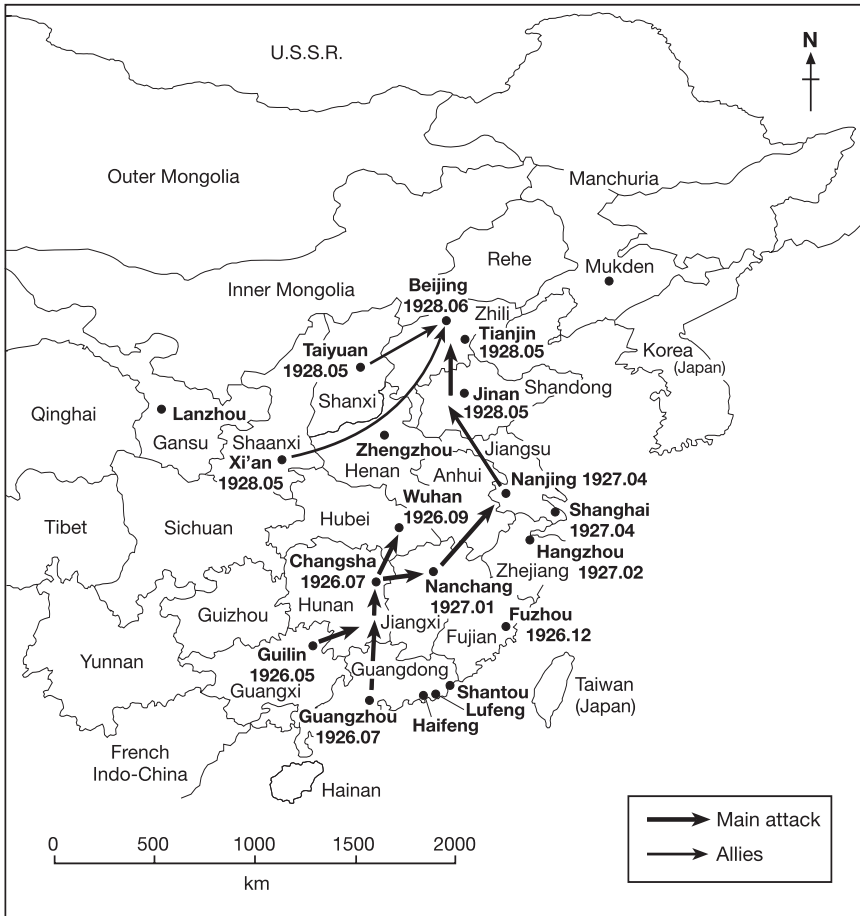 U.S.S.R.
N
Outer Mongolia
Manchuria
Rehe
Mukden
Inner Mongolia
Beijing
1928.06
Zhili
Tianjin
1928.05
Taiyuan
1928.05
Korea
(Japan)
Shanxi
Jinan
1928.05
Shandong
Qinghai
Lanzhou
Gansu
Shaanxi
Zhengzhou
Henan
Jiangsu
Xi’an
1928.05
Anhui
Nanjing 1927.04
Wuhan
1926.09
Shanghai
1927.04
Tibet
Sichuan
Hubei
Hangzhou
1927.02
Zhejiang
Changsha
1926.07
Nanchang
1927.01
Guizhou
Hunan
Jiangxi
Fuzhou
1926.12
Fujian
Yunnan
Guilin
1926.05
Guangxi
Guangdong
Shantou
Lufeng
Haifeng
Taiwan
(Japan)
Guangzhou
1926.07
French
Indo-China
Hainan
Main attack
Allies
0 500 1000 1500 2000
km